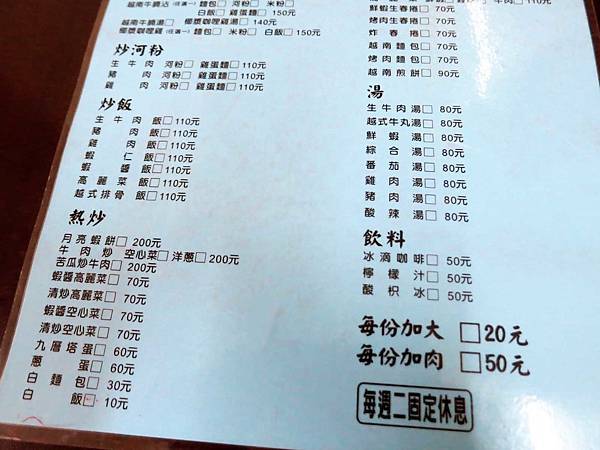 越南牛腩沾(任選一)麵包□ 河粉□ 米粉□
白飯□ 雞蛋麵□ 150元
越南牛腩湯□ 椰漿咖哩雞湯□ 140元
椰漿咖哩雞(任選一)麵包□ 米粉□ 白飯□ 150元
炒河粉
生牛肉 河粉□ 雞蛋麵□110元
豬肉 河粉□ 雞蛋麵□110元
雞肉 河粉□ 雞蛋麵□110元
炒飯
生牛肉飯□110元
豬肉飯□110元
雞肉飯□110元
蝦仁飯□110元
蝦醬飯□110元
高麗菜飯□110元
越式排骨飯□110元
熱炒
月亮蝦餅□ 200元
牛肉炒 空心菜□洋蔥□200元
苦瓜炒牛肉□ 200元
蝦醬高麗菜□ 70元
清炒高麗菜□ 70元
蝦醬空心菜□ 70元
清炒空心菜□ 70元
九層塔蛋□ 60元
蔥蛋□ 60元
白麵包□ 30元
白飯□ 10元
鮮蝦生春捲□ 70元
烤肉生春捲□ 70元
炸春捲□ 70元
越南麵包□ 70元
烤肉麵包□ 70元
越南煎餅□ 90元
湯
生牛肉湯□ 80元
越式牛丸湯□ 80元
鮮蝦湯□ 80元
綜合湯□ 80元
番茄湯□ 80元
雞肉湯□ 80元
豬肉湯□ 80元
酸辣湯□ 80元
飲料
冰滴咖啡□ 50元
檸檬汁□ 50元
酸枳冰□ 50元
每份加大 □20元
每份加肉 □50元
每週二固定休息